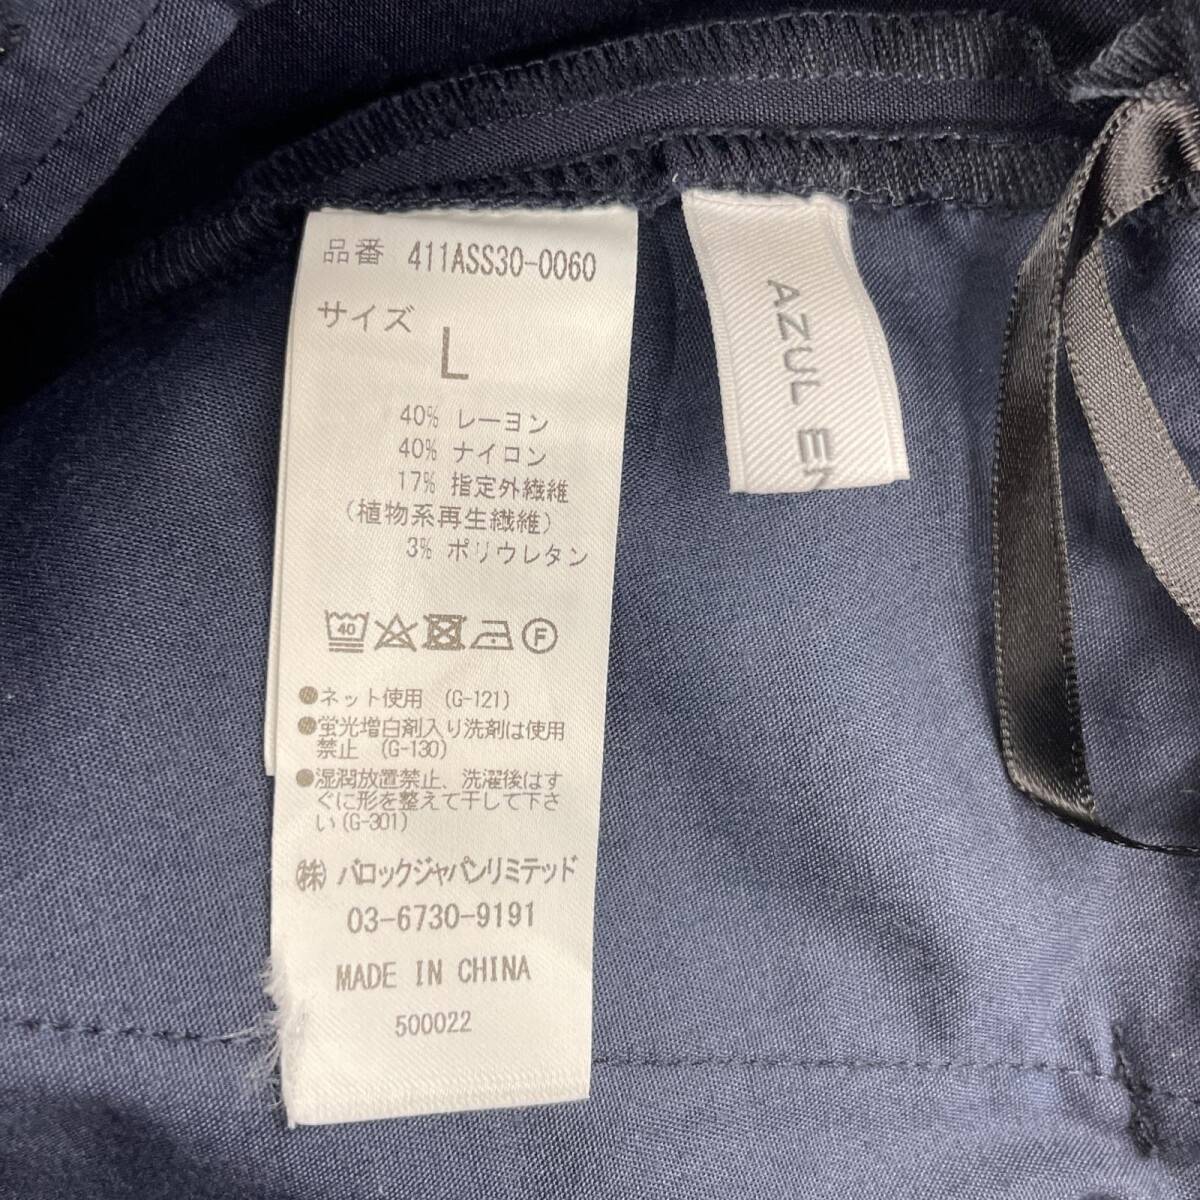 品番 411ASS30-0060
サイズ
L
40% レーヨン
40% ナイロン
17% 指定外繊維
(植物系再生繊維)
3% ポリウレタン
40
F
●ネット使用 (G-121)
●蛍光増白剤入り洗剤は使用
禁止 (G-130)
●湿潤放置禁止、洗濯後はす
ぐに形を整えて干して下さ
い(G-301)
㈱ バロックジャパンリミテッド
03-6730-9191
MADE IN CHINA
500022
AZUL